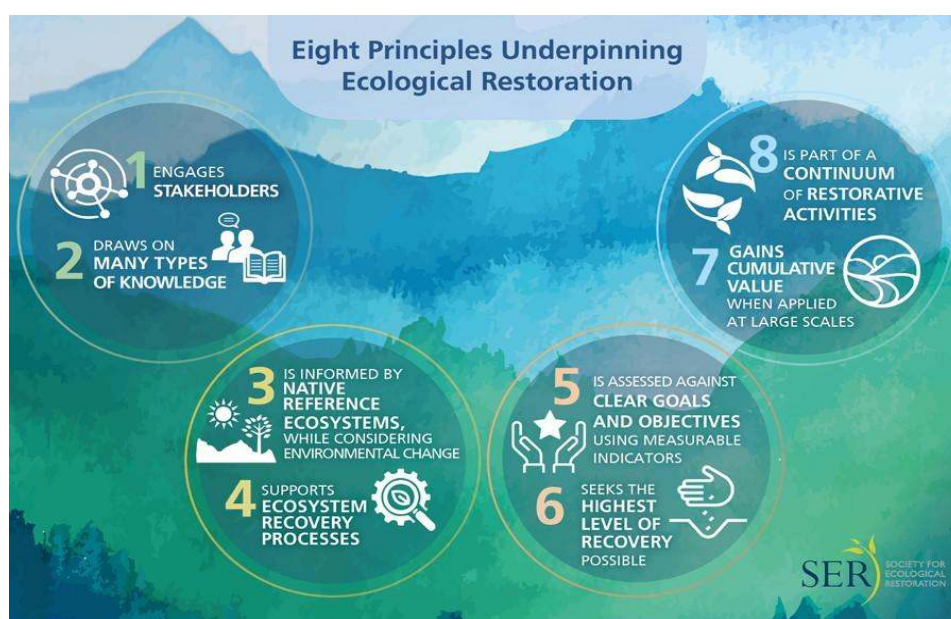 Eight Principles Underpinning
Ecological Restoration
1 ENGAGES
STAKEHOLDERS
2 DRAWS ON
MANY TYPES
OF KNOWLEDGE
3 IS INFORMED BY
NATIVE
REFERENCE
ECOSYSTEMS,
WHILE CONSIDERING
ENVIRONMENTAL CHANGE
4 SUPPORTS
ECOSYSTEM
RECOVERY
PROCESSES
5 IS ASSESSED AGAINST
CLEAR GOALS
AND OBJECTIVES
USING MEASURABLE
INDICATORS
6 SEEKS THE
HIGHEST
LEVEL OF
RECOVERY
POSSIBLE
7 GAINS
CUMULATIVE
VALUE
WHEN APPLIED
AT LARGE SCALES
8 IS PART OF A
CONTINUUM
OF RESTORATIVE
ACTIVITIES
SER
SOCIETY FOR
ECOLOGICAL
RESTORATION